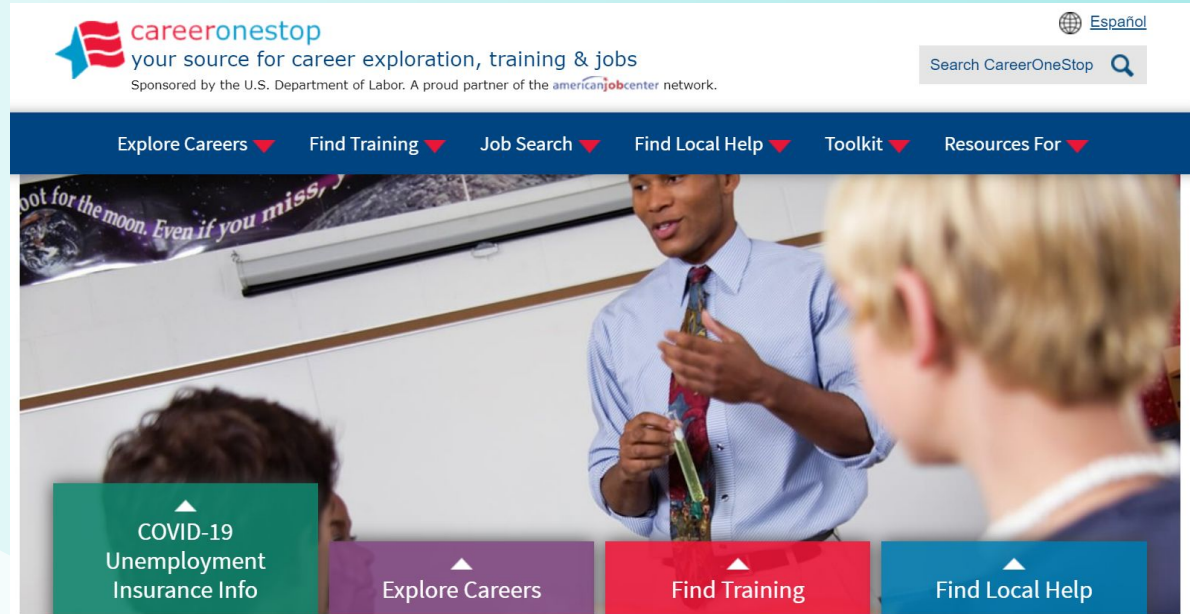 careeronestop
your source for career exploration, training & jobs
Sponsored by the U.S. Department of Labor. A proud partner of the americanjobcenter network.
Español
Search CareerOneStop
Explore Careers
Find Training
Job Search
Find Local Help
Toolkit
Resources For
oot for the moon. Even if you miss,
COVID-19
Unemployment
Insurance Info
Explore Careers
Find Training
Find Local Help